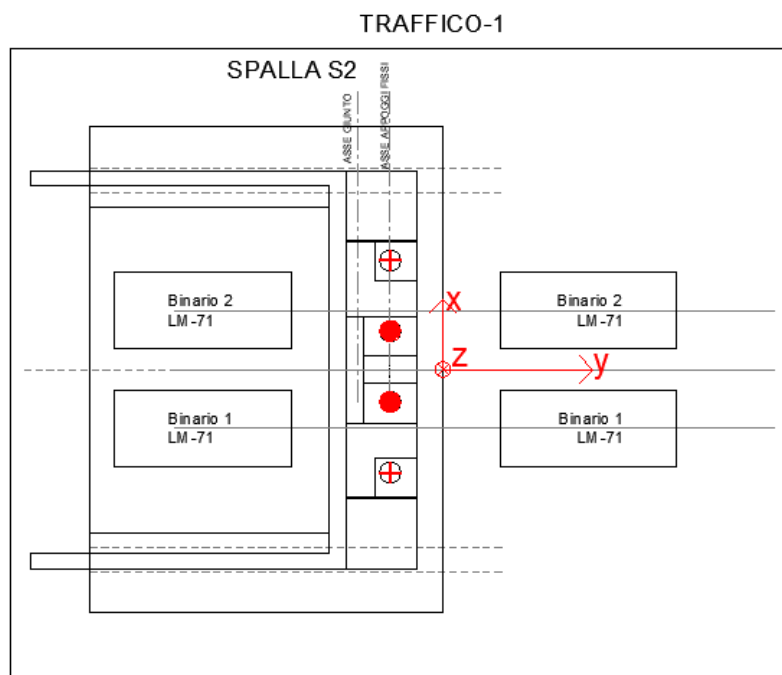 TRAFFICO-1
SPALLA S2
ASSE GIUNTO
ASSE APPOGGI FISSI
Binario 2
LM-71
Binario 2
LM-71
x
z
y
Binario 1
LM-71
Binario 1
LM-71